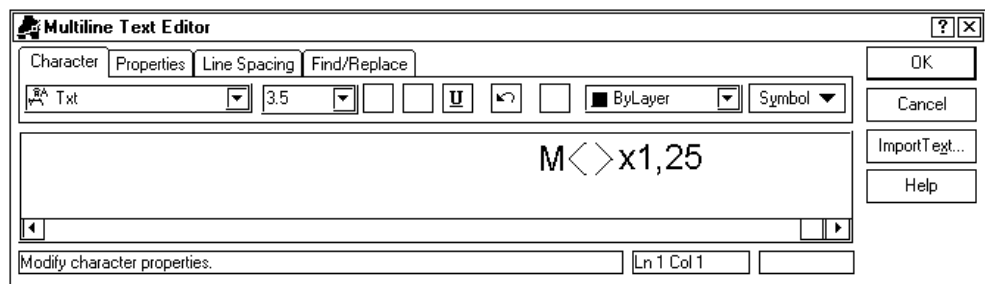 Multiline Text Editor
Character Properties Line Spacing Find/Replace
Txt 3.5 U ByLayer Symbol
OK
Cancel
ImportText...
Help
M<>x1,25
Modify character properties. Ln 1 Col 1